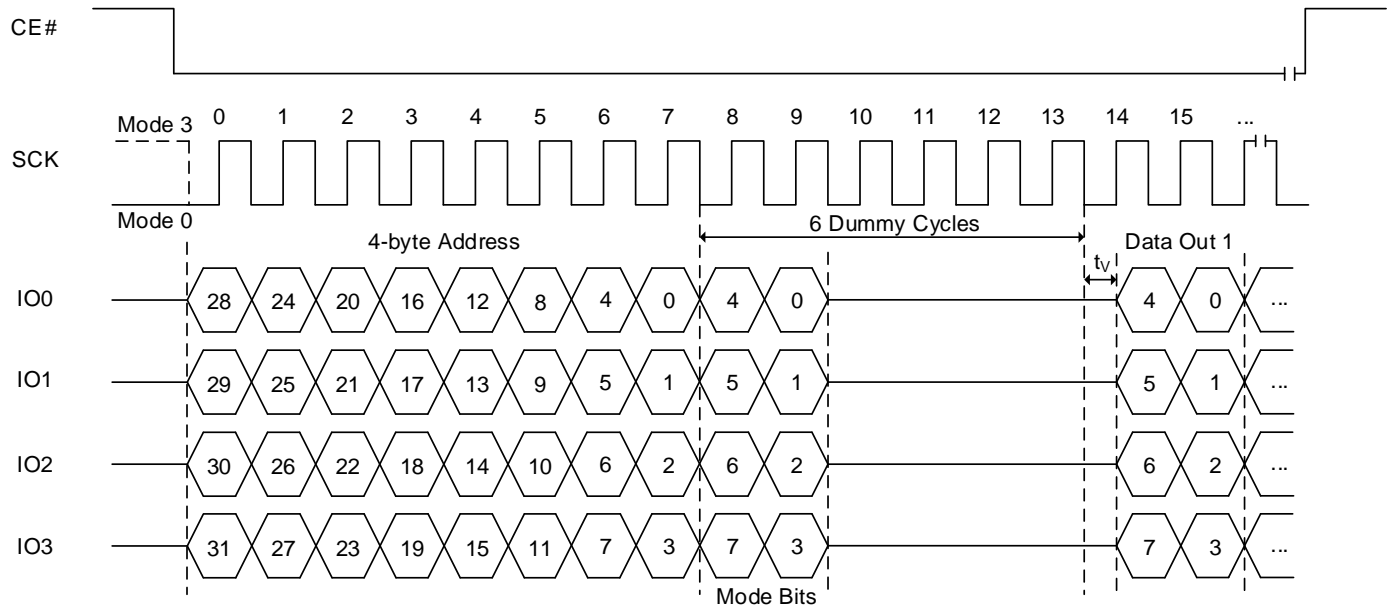 CE#
0 1 2 3 4 5 6 7 8 9 10 11 12 13 14 15 ...
Mode 3
SCK
Mode 0
6 Dummy Cycles
4-byte Address
Data Out 1
tV
IO0 28 24 20 16 12 8 4 0 4 0 4 0 ...
IO1 29 25 21 17 13 9 5 1 5 1 5 1 ...
IO2 30 26 22 18 14 10 6 2 6 2 6 2 ...
IO3 31 27 23 19 15 11 7 3 7 3 7 3 ...
Mode Bits